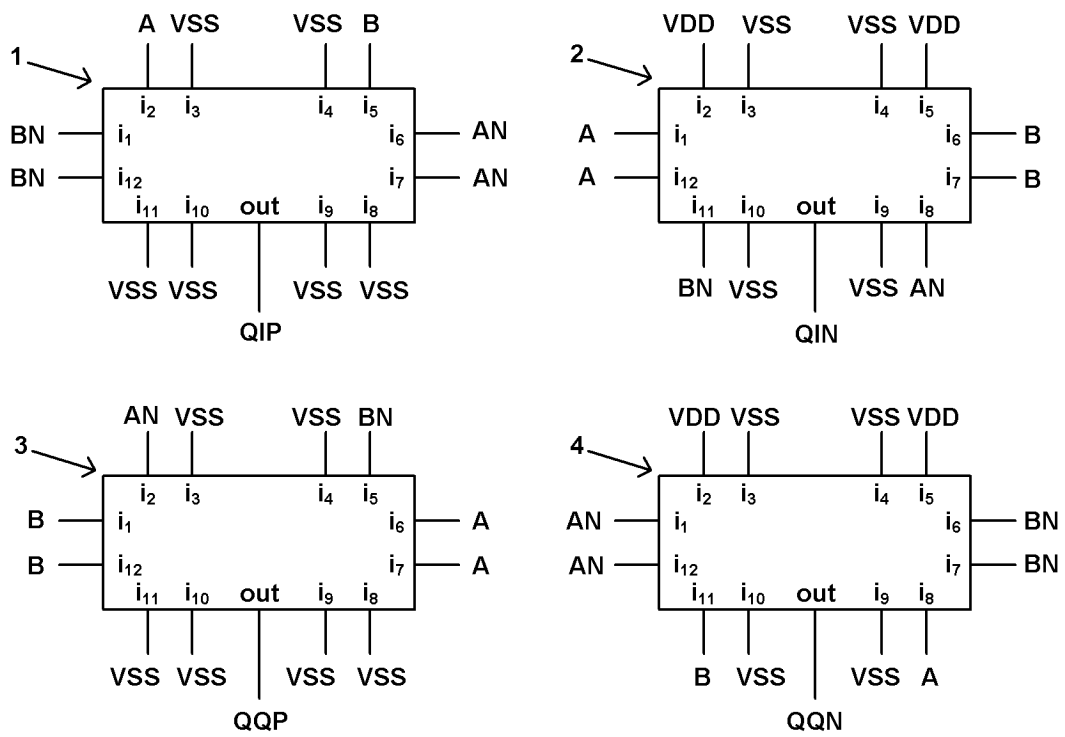 A VSS VSS B
1
i2 i3 i4 i5
BN i1 i6 AN
BN i12 i7 AN
i11 i10 out i9 i8
VSS VSS VSS VSS
QIP
VDD VSS VSS VDD
2
i2 i3 i4 i5
A i1 i6 B
A i12 i7 B
i11 i10 out i9 i8
BN VSS VSS AN
QIN
AN VSS VSS BN
3
i2 i3 i4 i5
B i1 i6 A
B i12 i7 A
i11 i10 out i9 i8
VSS VSS VSS VSS
QQP
VDD VSS VSS VDD
4
i2 i3 i4 i5
AN i1 i6 BN
AN i12 i7 BN
i11 i10 out i9 i8
B VSS VSS A
QQN